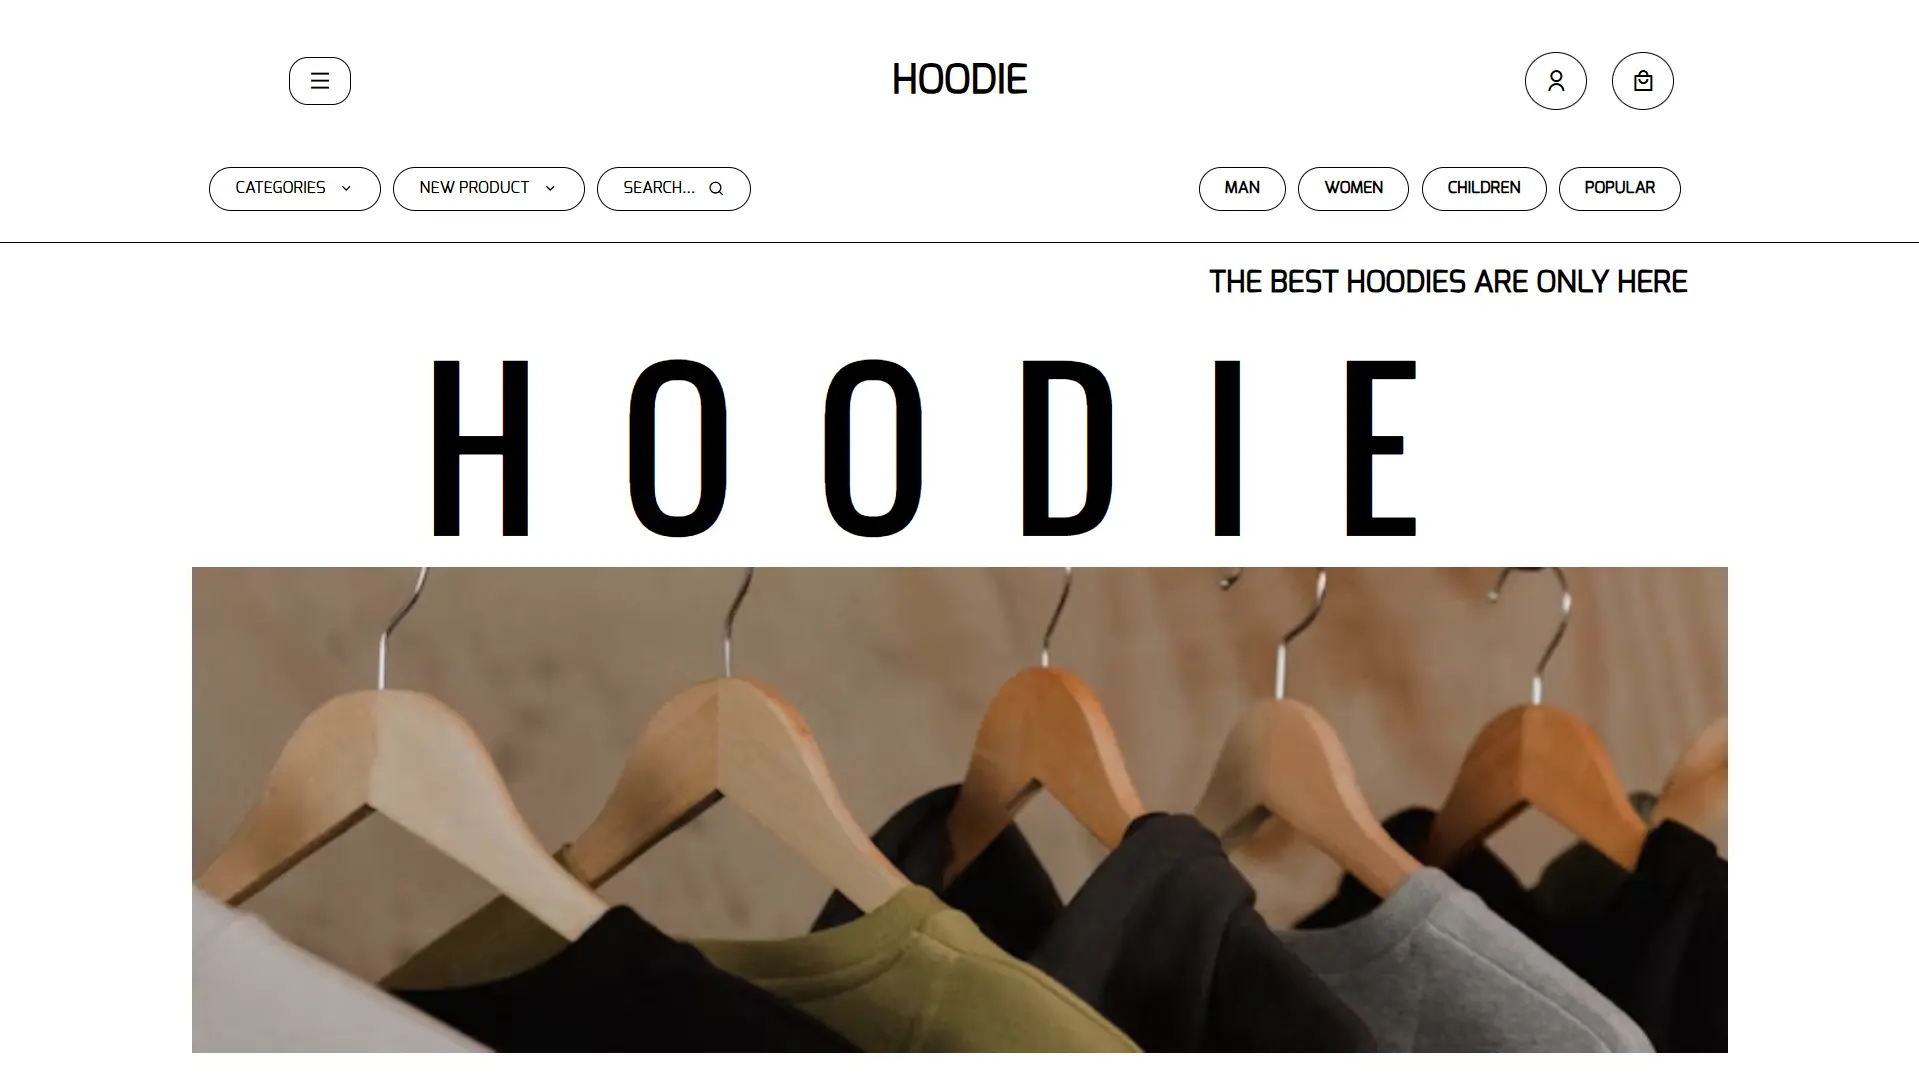 HOODIE
CATEGORIES
NEW PRODUCT
SEARCH...
MAN
WOMEN
CHILDREN
POPULAR
THE BEST HOODIES ARE ONLY HERE
HOODIE